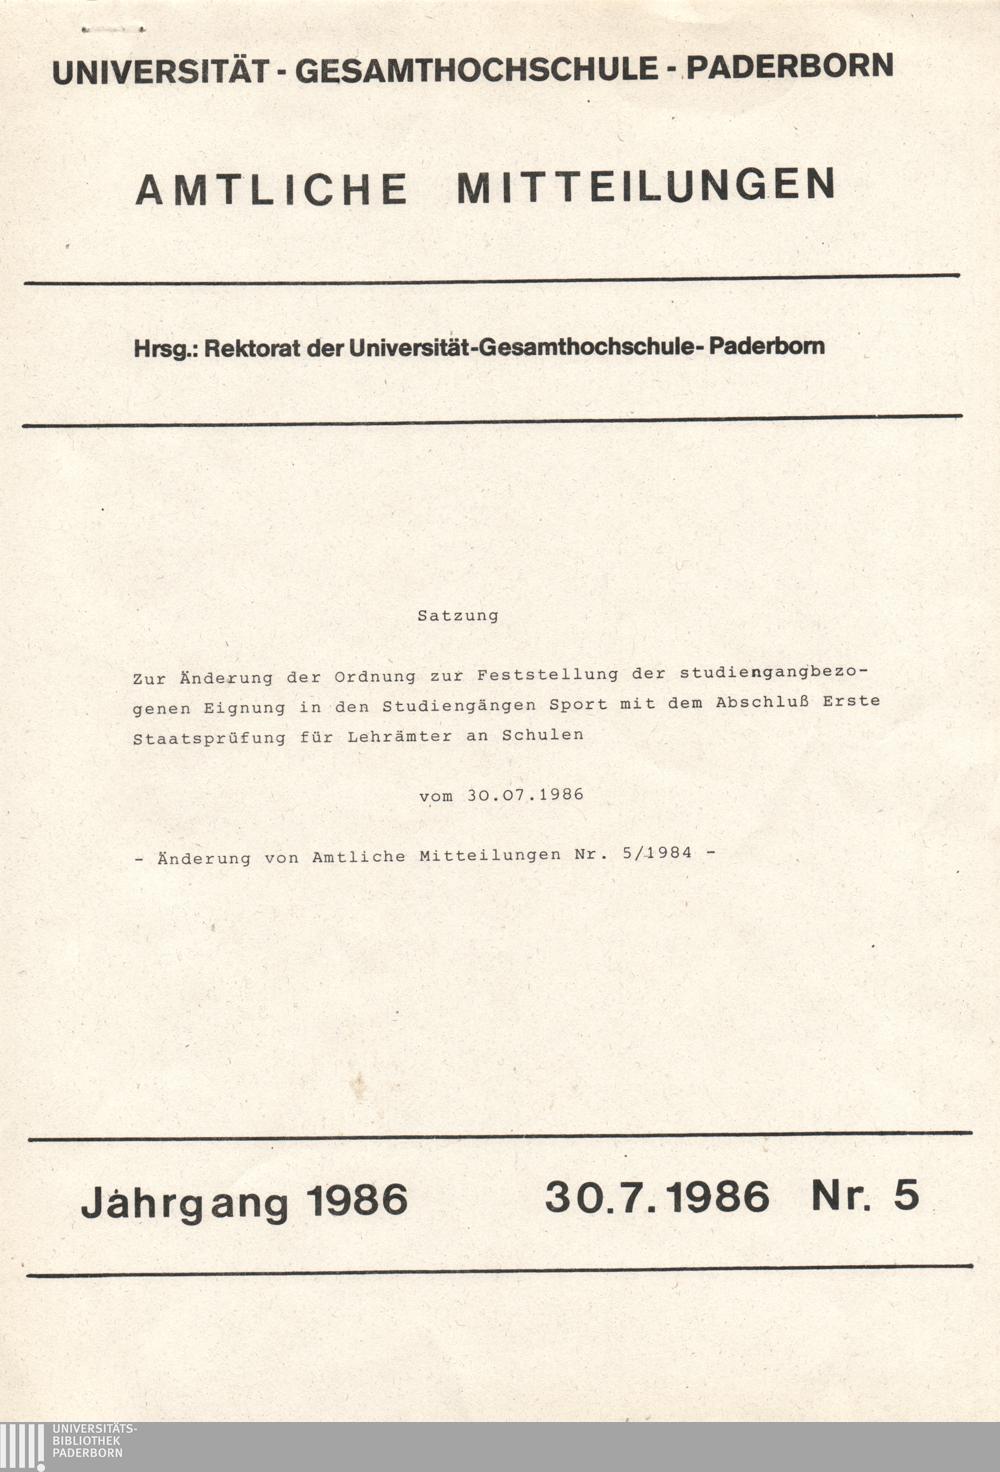 UNIVERSITÄT - GESAMTHOCHSCHULE - PADERBORN
AMTLICHE MITTEILUNGEN
Hrsg.: Rektorat der Universität-Gesamthochschule- Paderborn
Satzung
Zur Änderung der Ordnung zur Feststellung der studiengangbezo-
genen Eignung in den Studiengängen Sport mit dem Abschluß Erste
Staatsprüfung für Lehrämter an Schulen
vom 30.07.1986
- Änderung von Amtliche Mitteilungen Nr. 5/1984 -
Jahrgang 1986 30.7.1986 Nr. 5
UNIVERSITÄTS-
BIBLIOTHEK
PADERBORN